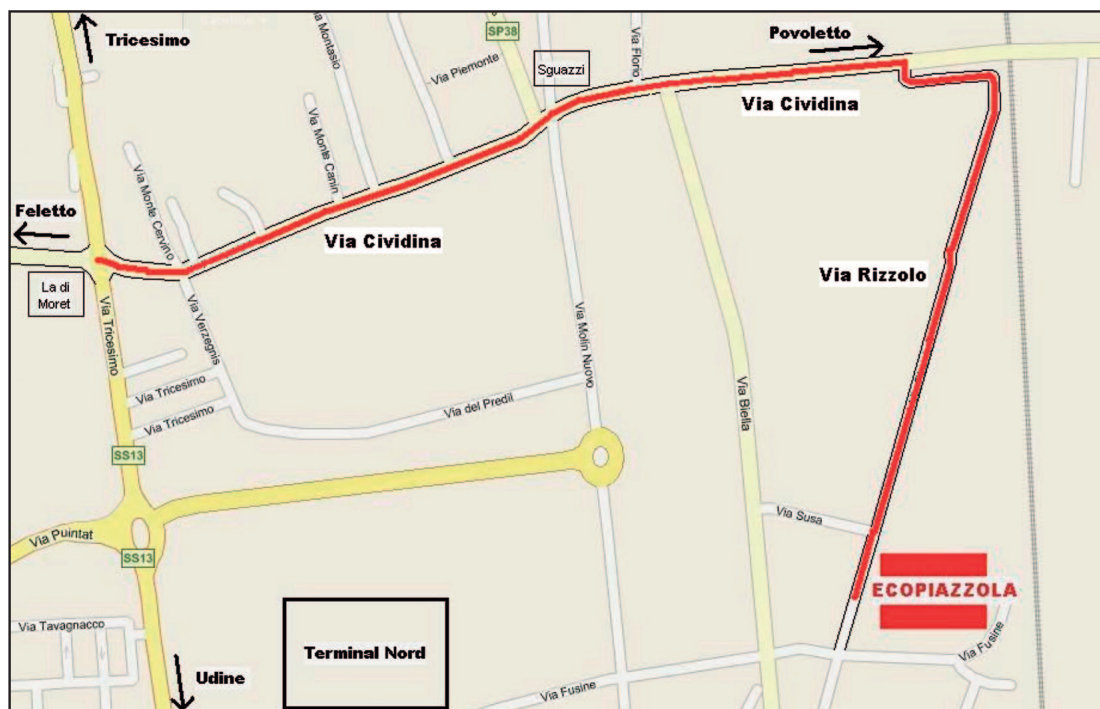 Tricesimo
Via Montasio
SP38
Via Piemonte
Sguazzi
Via Florio
Povoletto
Via Cividina
Via Monte Canin
Via Monte Cervino
Feletto
Via Cividina
Via Rizzolo
La di
Moret
Via Tricesimo
Via Verzegnis
Via Molin Nuovo
Via Tricesimo
Via Tricesimo
Via del Predil
Via Biella
SS13
Via Susa
Via Puintat
SS13
ECOPIAZZOLA
Via Tavagnacco
Terminal Nord
Udine
Via Fusine
Via Fusine